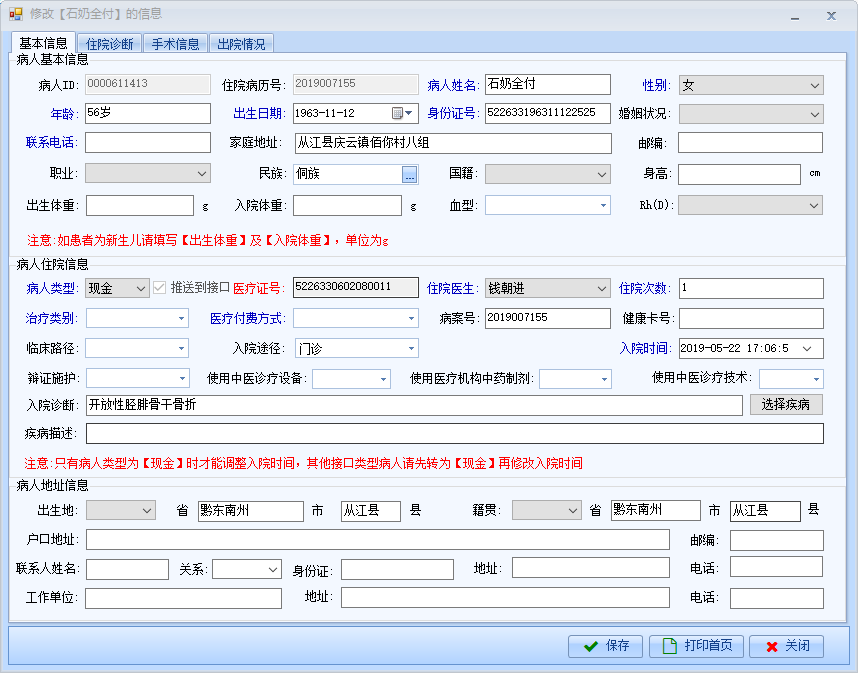 修改【石奶全付】的信息
基本信息 住院诊断 手术信息 出院情况
病人基本信息
病人ID: 0000611413 住院病历号: 2019007155 病人姓名: 石奶全付 性别: 女
年龄: 56岁 出生日期: 1963-11-12 身份证号: 522633196311122525 婚姻状况:
联系电话: 家庭地址: 从江县庆云镇佰你村八组 邮编:
职业: 民族: 侗族 ... 国籍: 身高: cm
出生体重: g 入院体重: g 血型: Rh(D):
注意:如患者为新生儿请填写【出生体重】及【入院体重】，单位为g
病人住院信息
病人类型: 现金 推送到接口 医疗证号: 5226330602080011 住院医生: 钱朝进 住院次数: 1
治疗类别: 医疗付费方式: 病案号: 2019007155 健康卡号:
临床路径: 入院途径: 门诊 入院时间: 2019-05-22 17:06:5
辩证施护: 使用中医诊疗设备: 使用医疗机构中药制剂: 使用中医诊疗技术:
入院诊断: 开放性胫腓骨干骨折 选择疾病
疾病描述:
注意:只有病人类型为【现金】时才能调整入院时间，其他接口类型病人请先转为【现金】再修改入院时间
病人地址信息
出生地: 省 黔东南州 市 从江县 县 籍贯: 省 黔东南州 市 从江县 县
户口地址: 邮编:
联系人姓名: 关系: 身份证: 地址: 电话:
工作单位: 地址: 电话:
保存 打印首页 关闭